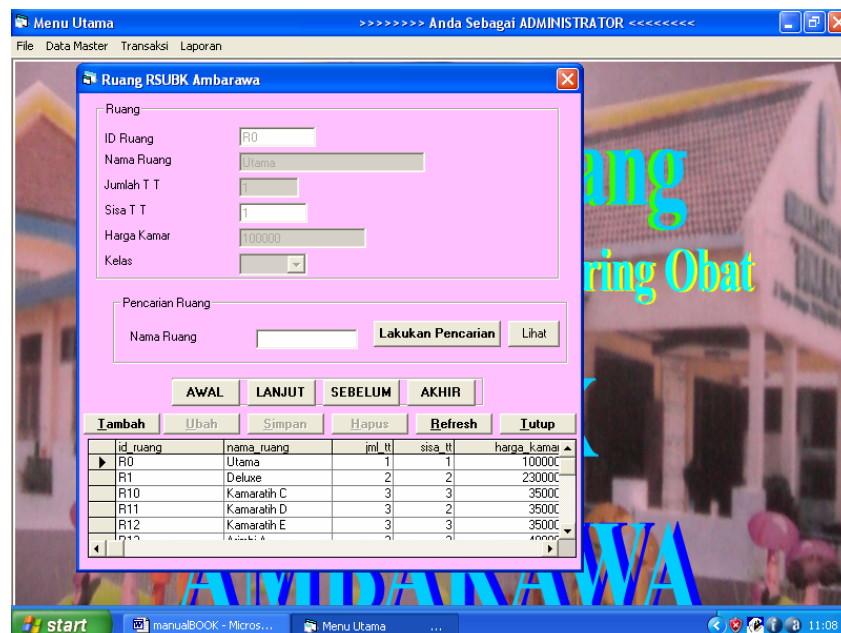 Menu Utama >>>>>>>> Anda Sebagai ADMINISTRATOR <<<<<<<<
File Data Master Transaksi Laporan
Ruang RSUBK Ambarawa
Ruang
ID Ruang R0
Nama Ruang Utama
Jumlah T T 1
Sisa T T 1
Harga Kamar 100000
Kelas
Pencarian Ruang
Nama Ruang Lakukan Pencarian Lihat
AWAL LANJUT SEBELUM AKHIR
Tambah Ubah Simpan Hapus Refresh Tutup
id_ruang nama_ruang jml_tt sisa_tt harga_kamar
R0 Utama 1 1 100000
R1 Deluxe 2 2 230000
R10 Kamaratih C 3 3 35000
R11 Kamaratih D 3 2 35000
R12 Kamaratih E 3 3 35000
ang
ring Obat
K
AMBARAWA
start manualBOOK - Micros... Menu Utama ... 11:08